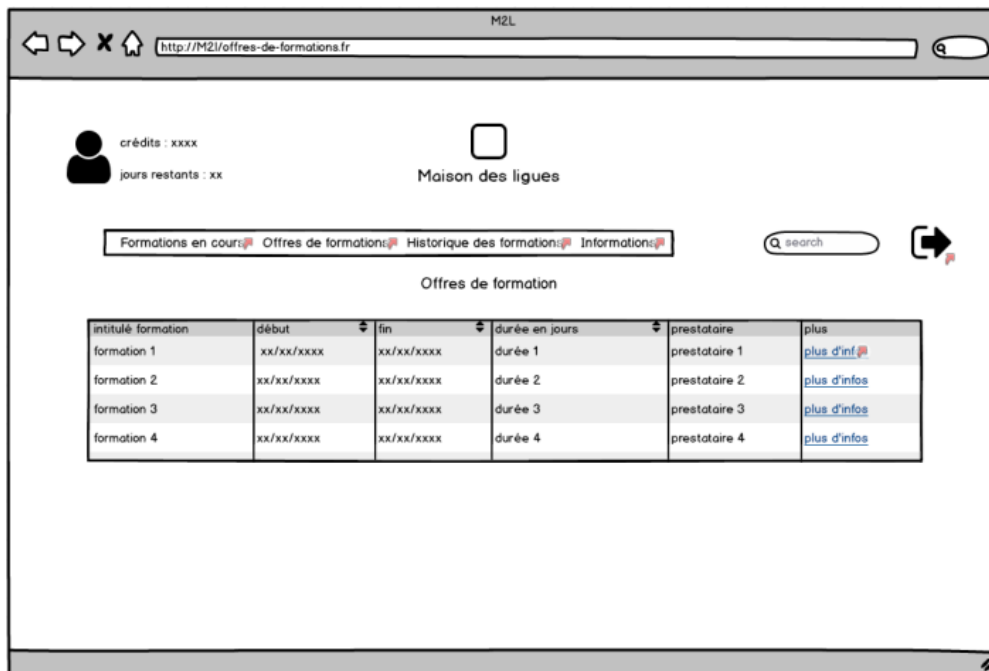 M2L
http://M2l/offres-de-formations.fr
crédits : xxxx
jours restants : xx
Maison des ligues
Formations en cours Offres de formations Historique des formations Informations
search
Offres de formation
intitulé formation début fin durée en jours prestataire plus
formation 1 xx/xx/xxxx xx/xx/xxxx durée 1 prestataire 1 plus d'infos
formation 2 xx/xx/xxxx xx/xx/xxxx durée 2 prestataire 2 plus d'infos
formation 3 xx/xx/xxxx xx/xx/xxxx durée 3 prestataire 3 plus d'infos
formation 4 xx/xx/xxxx xx/xx/xxxx durée 4 prestataire 4 plus d'infos